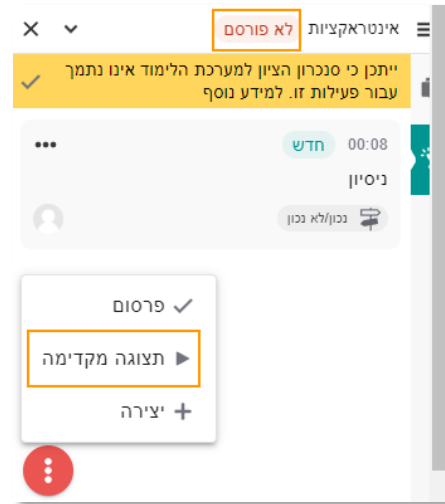 אינטראקציות לא פורסם
ייתכן כי סנכרון הציון למערכת הלימוד אינו נתמך
עבור פעילות זו. למידע נוסף
00:08 חדש
ניסיון
נכון/לא נכון
פרסום
תצוגה מקדימה
יצירה